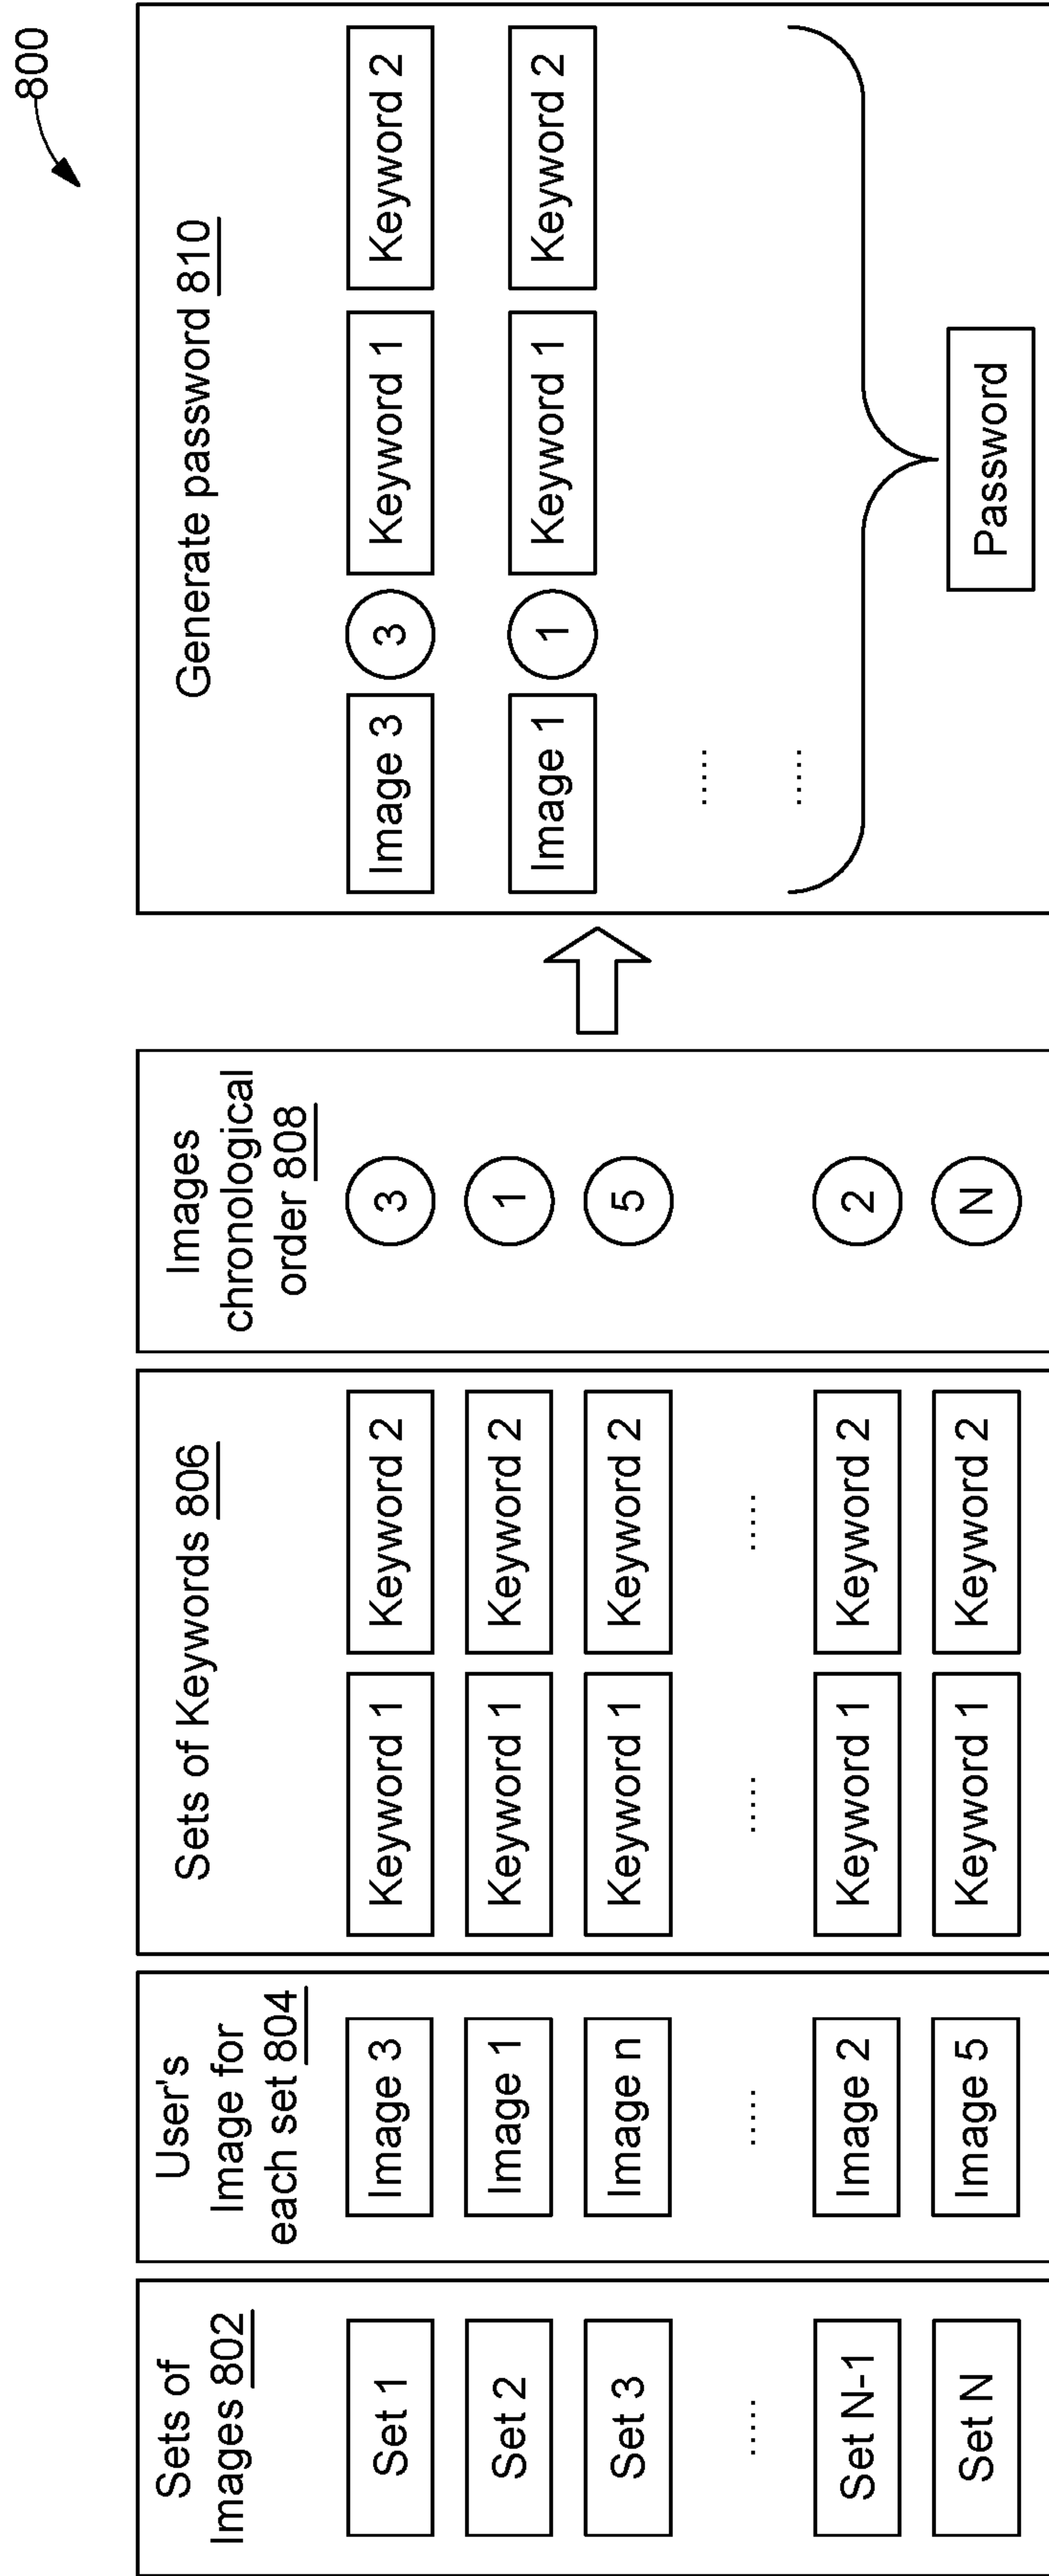 800
Sets of
Images 802
Set 1
Set 2
Set 3
.....
Set N-1
Set N
User's
Image for
each set 804
Image 3
Image 1
Image n
.....
Image 2
Image 5
Sets of Keywords 806
Keyword 1 Keyword 2
Keyword 1 Keyword 2
Keyword 1 Keyword 2
..... .....
Keyword 1 Keyword 2
Keyword 1 Keyword 2
Images
chronological
order 808
3
1
5
2
N
Generate password 810
Image 3 3 Keyword 1 Keyword 2
Image 1 1 Keyword 1 Keyword 2
.....
.....
Password